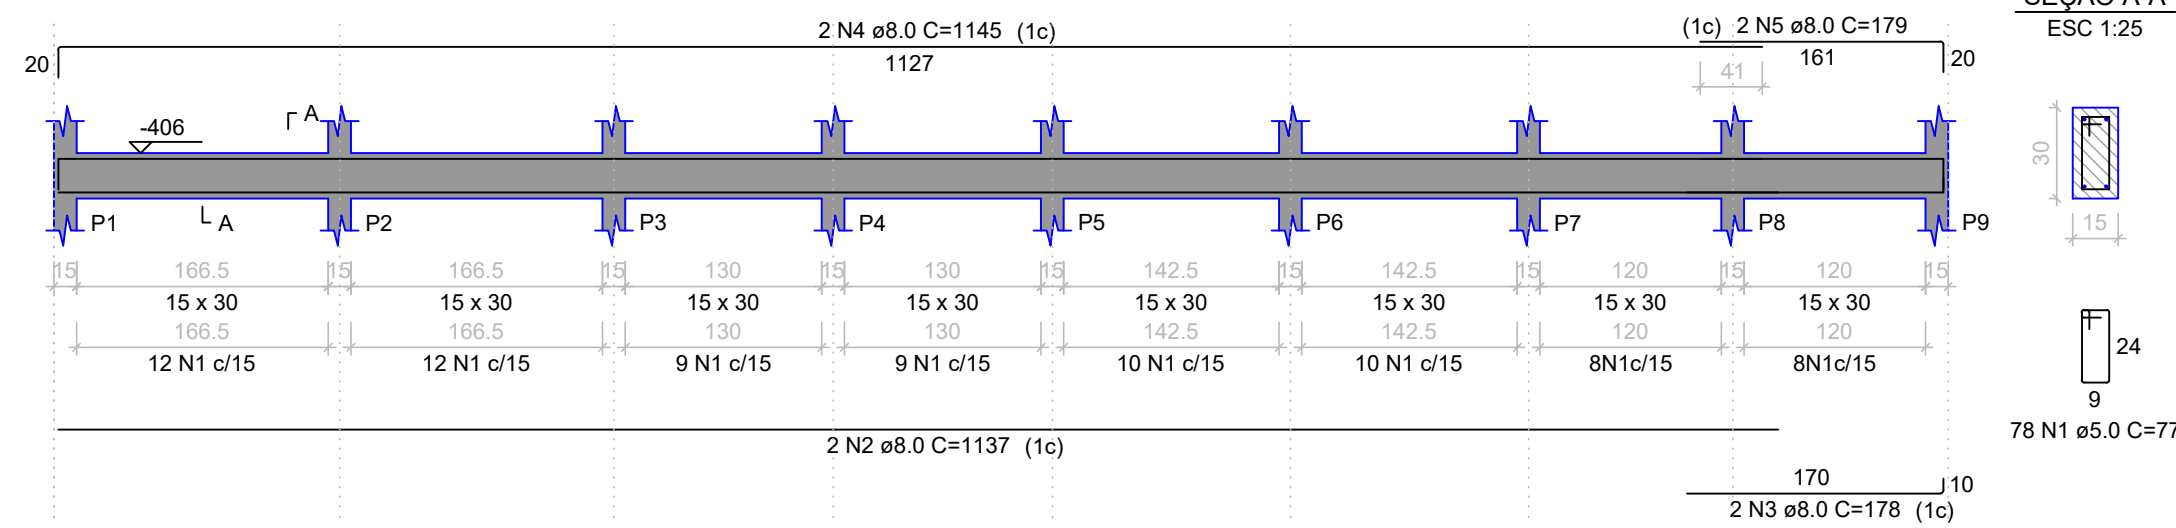 SEÇÃO A-A
ESC 1:25
2 N4 ø8.0 C=1145 (1c)
(1c) 2 N5 ø8.0 C=179
20 1127 161 20
41
A
-406
30
A
P1 P2 P3 P4 P5 P6 P7 P8 P9
15
15 166.5 15 166.5 15 130 15 130 15 142.5 15 142.5 15 120 15 120 15
15 x 30 15 x 30 15 x 30 15 x 30 15 x 30 15 x 30 15 x 30 15 x 30
166.5 166.5 130 130 142.5 142.5 120 120
12 N1 c/15 12 N1 c/15 9 N1 c/15 9 N1 c/15 10 N1 c/15 10 N1 c/15 8N1c/15 8N1c/15
24
9
78 N1 ø5.0 C=77
2 N2 ø8.0 C=1137 (1c)
170 10
2 N3 ø8.0 C=178 (1c)